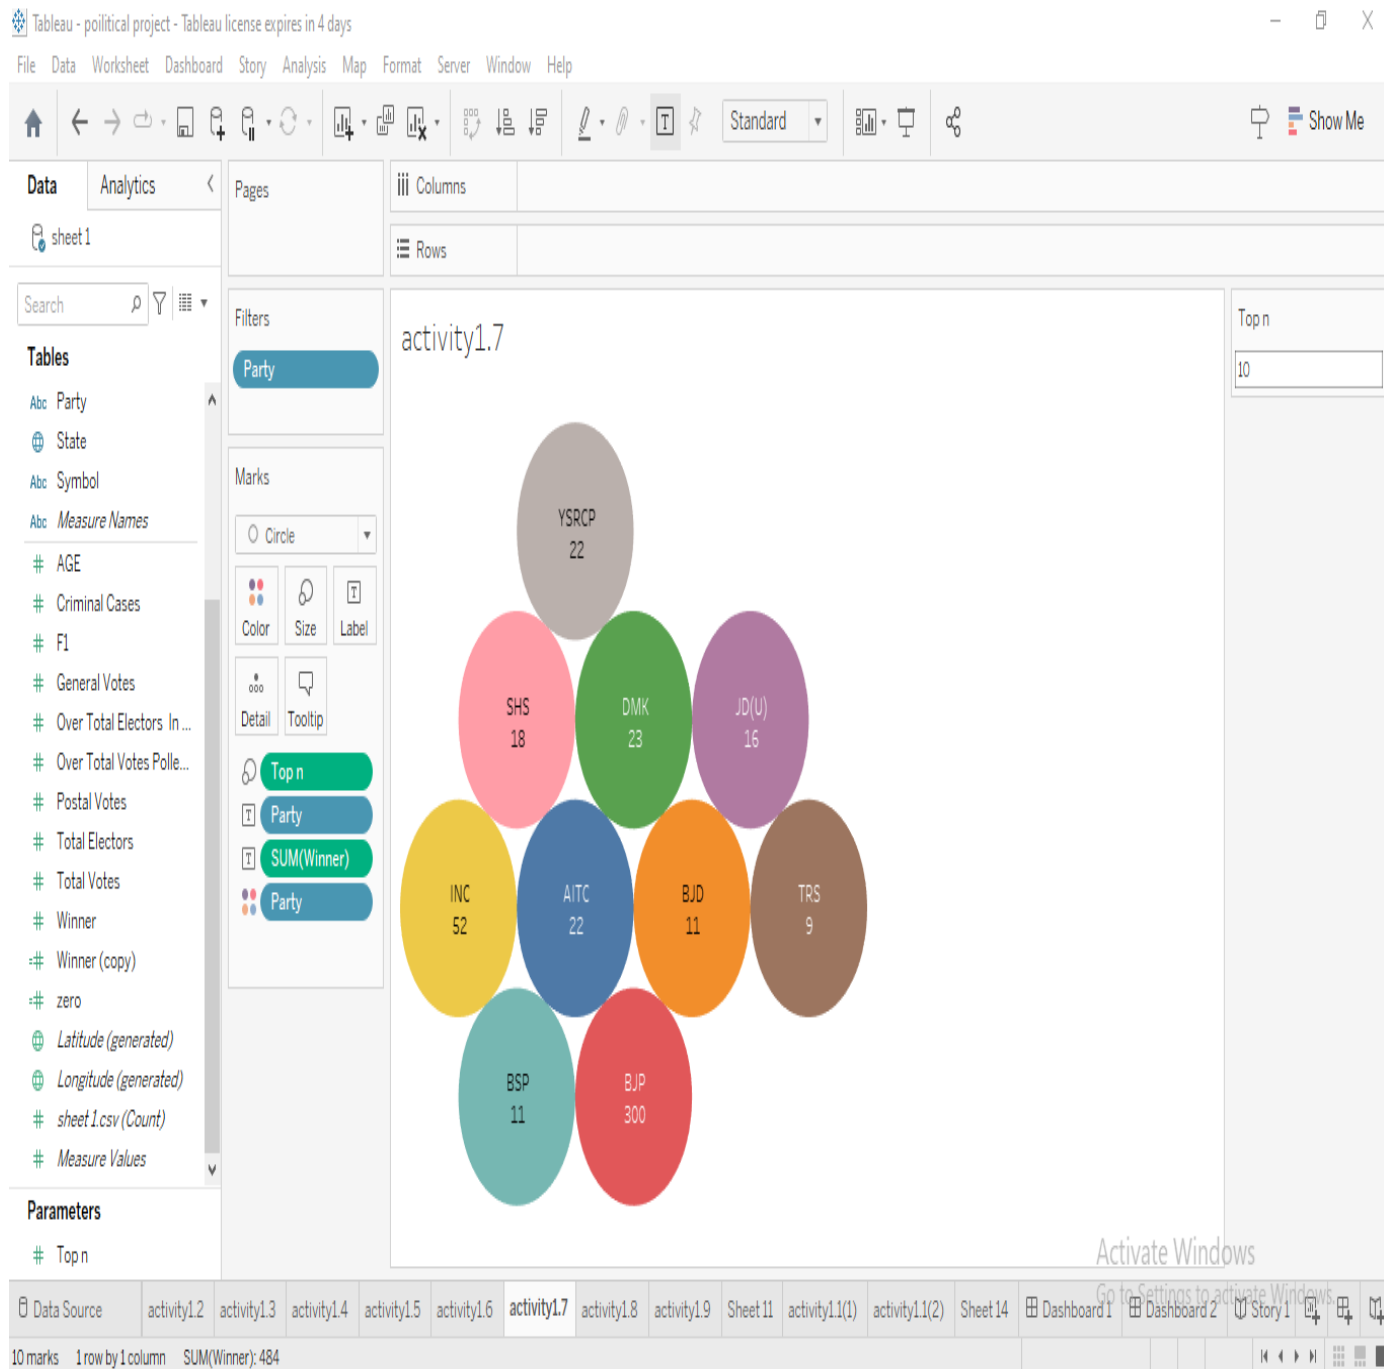 Tableau - poilitical project - Tableau license expires in 4 days
File Data Worksheet Dashboard Story Analysis Map Format Server Window Help
Standard
Show Me
Data Analytics
sheet 1
Search
Tables
Abc Party
State
Abc Symbol
Abc Measure Names
# AGE
# Criminal Cases
# F1
# General Votes
# Over Total Electors In ...
# Over Total Votes Polle...
# Postal Votes
# Total Electors
# Total Votes
# Winner
=# Winner (copy)
=# zero
Latitude (generated)
Longitude (generated)
# sheet 1.csv (Count)
# Measure Values
Parameters
# Top n
Pages
Filters
Party
Marks
Circle
Color Size Label
Detail Tooltip
Top n
Party
SUM(Winner)
Party
Columns
Rows
activity1.7
YSRCP
22
SHS
18
DMK
23
JD(U)
16
INC
52
AITC
22
BJD
11
TRS
9
BSP
11
BJP
300
Top n
10
Activate Windows
Go to Settings to activate Windows.
Data Source activity1.2 activity1.3 activity1.4 activity1.5 activity1.6 activity1.7 activity1.8 activity1.9 Sheet 11 activity1.1(1) activity1.1(2) Sheet 14 Dashboard 1 Dashboard 2 Story 1
10 marks 1 row by 1 column SUM(Winner): 484